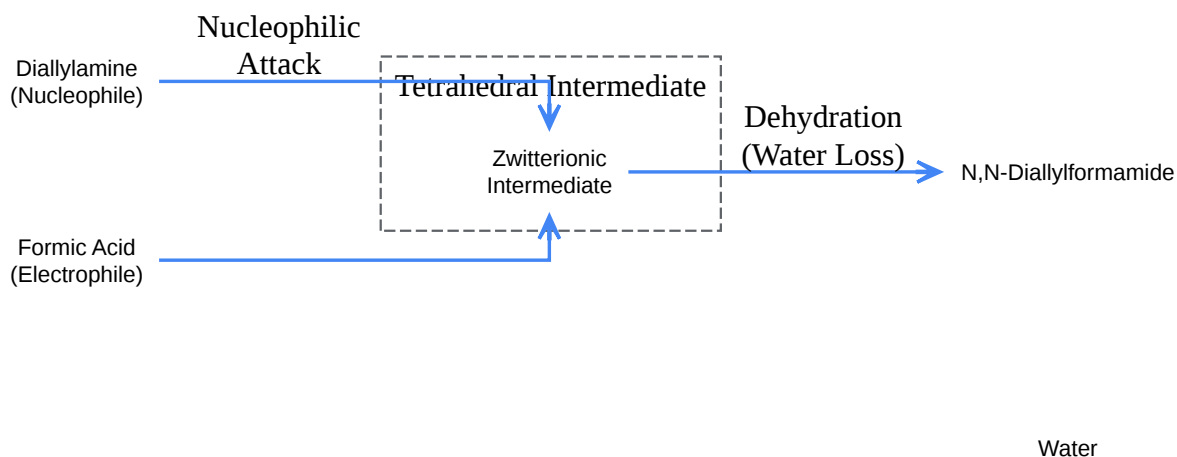 Nucleophilic
Attack
Diallylamine
(Nucleophile)
Tetrahedral Intermediate
Zwitterionic
Intermediate
Dehydration
(Water Loss)
N,N-Diallylformamide
Formic Acid
(Electrophile)
Water